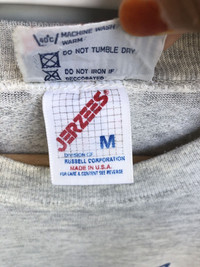 40°C MACHINE WASH
WARM
DO NOT TUMBLE DRY
DO NOT IRON IF
DECORATED
JERZEES®
M
DIVISION OF
RUSSELL CORPORATION
MADE IN U.S.A.
FOR CARE & CONTENT SEE REVERSE